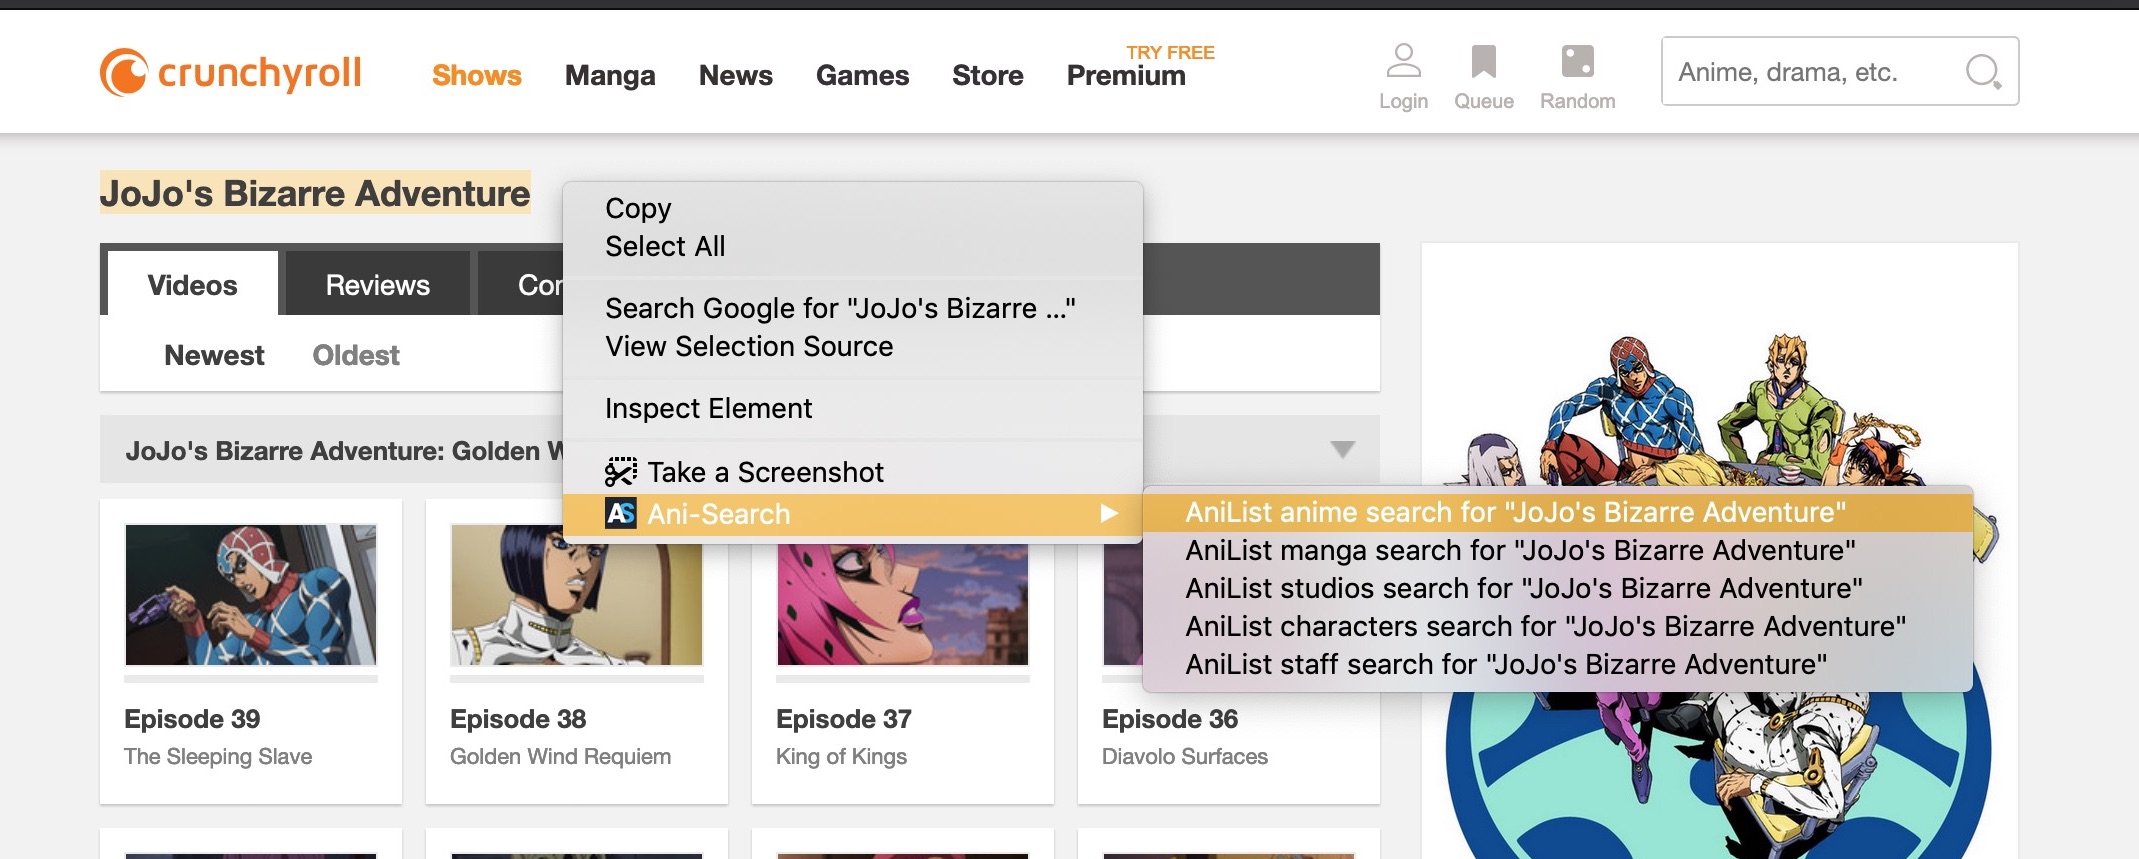 crunchyroll
Shows Manga News Games Store Premium
TRY FREE
Login Queue Random
Anime, drama, etc.
JoJo's Bizarre Adventure
Videos Reviews
Newest Oldest
JoJo's Bizarre Adventure: Golden
Copy
Select All
Search Google for "JoJo's Bizarre ..."
View Selection Source
Inspect Element
Take a Screenshot
AS Ani-Search
AniList anime search for "JoJo's Bizarre Adventure"
AniList manga search for "JoJo's Bizarre Adventure"
AniList studios search for "JoJo's Bizarre Adventure"
AniList characters search for "JoJo's Bizarre Adventure"
AniList staff search for "JoJo's Bizarre Adventure"
Episode 39
The Sleeping Slave
Episode 38
Golden Wind Requiem
Episode 37
King of Kings
Episode 36
Diavolo Surfaces